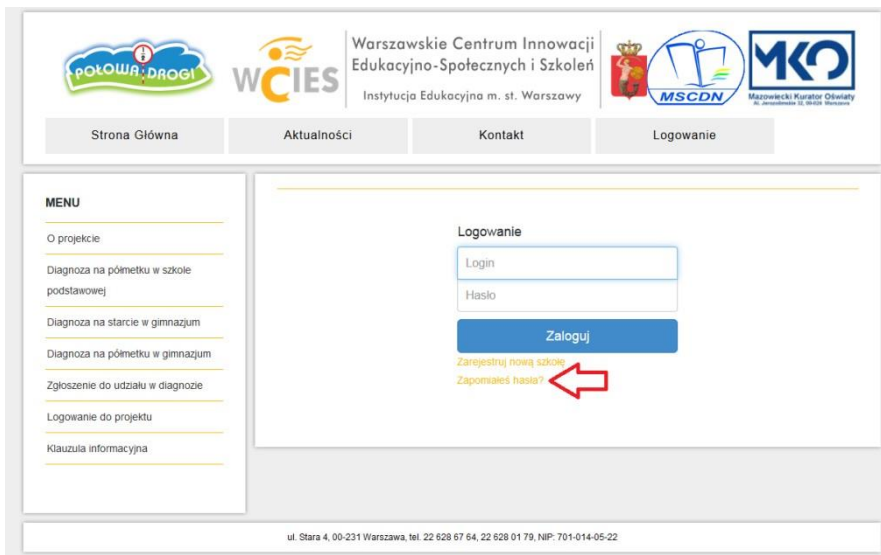 POŁOWA DROGI
WCIES
Warszawskie Centrum Innowacji
Edukacyjno-Społecznych i Szkoleń
Instytucja Edukacyjna m. st. Warszawy
MSCDN
MKO
Mazowiecki Kurator Oświaty
Strona Główna
Aktualności
Kontakt
Logowanie
MENU
O projekcie
Diagnoza na półmetku w szkole
podstawowej
Diagnoza na starcie w gimnazjum
Diagnoza na półmetku w gimnazjum
Zgłoszenie do udziału w diagnozie
Logowanie do projektu
Klauzula informacyjna
Logowanie
Login
Hasło
Zaloguj
Zarejestruj nową szkołę
Zapomiałeś hasła?
ul. Stara 4, 00-231 Warszawa, tel. 22 628 67 64, 22 628 01 79, NIP: 701-014-05-22